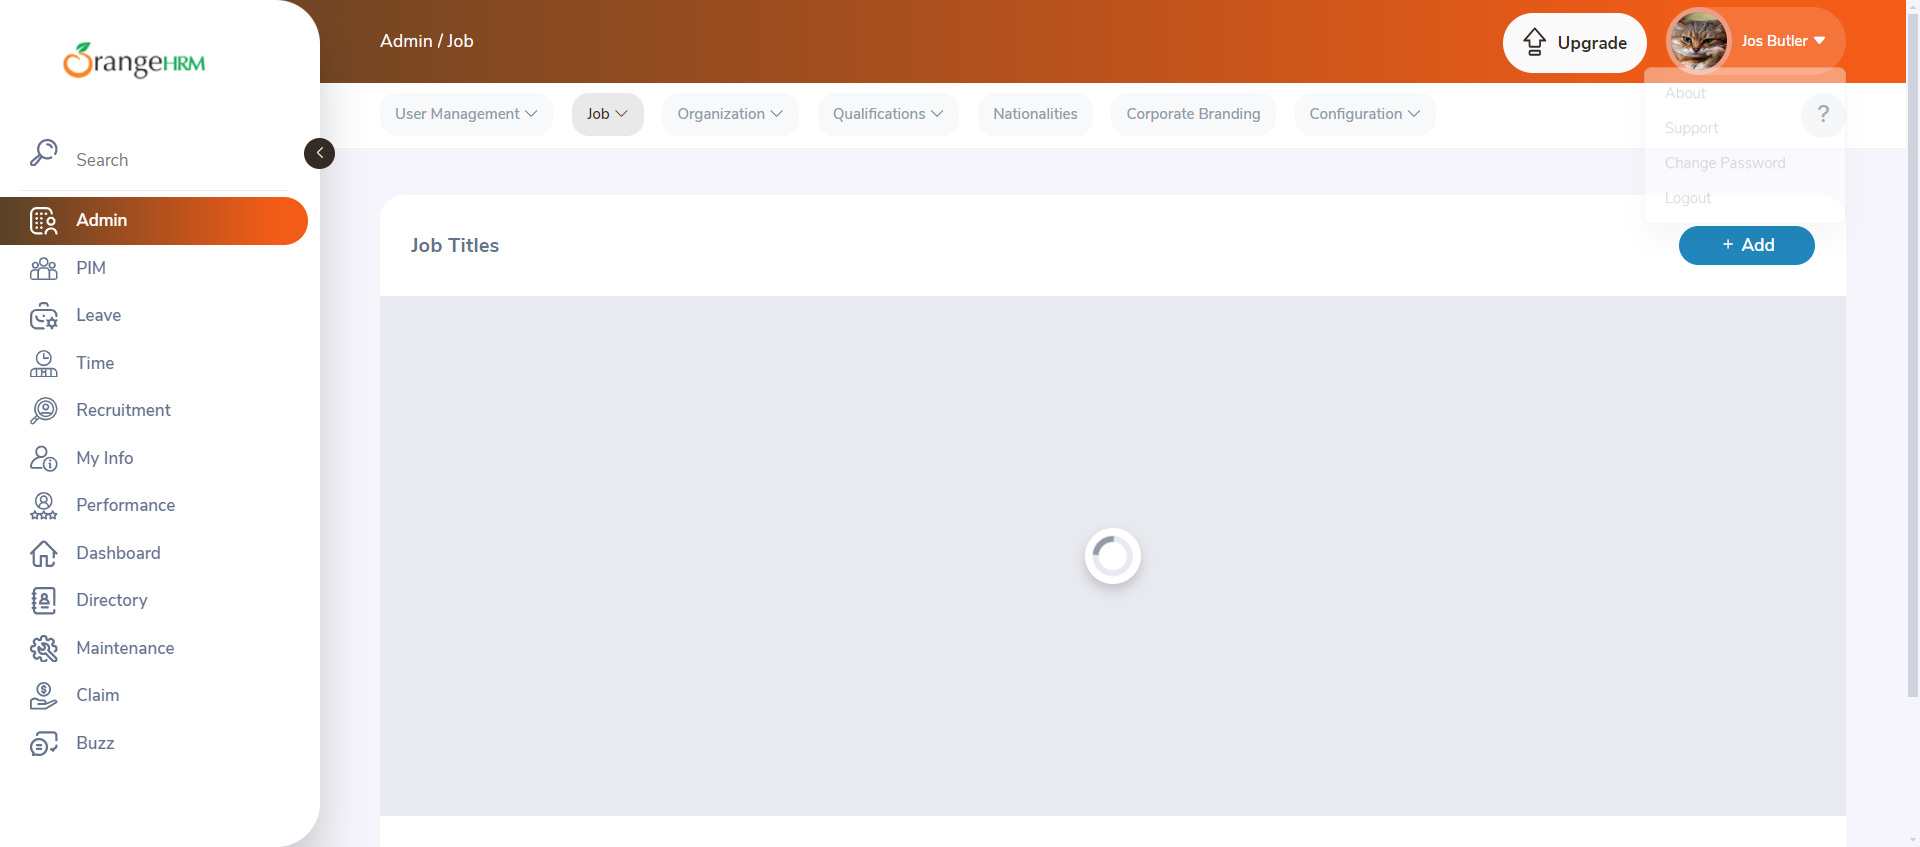 OrangeHRM
Search
Admin
PIM
Leave
Time
Recruitment
My Info
Performance
Dashboard
Directory
Maintenance
Claim
Buzz
Admin / Job
Upgrade
Jos Butler
About
Support
Change Password
Logout
User Management
Job
Organization
Qualifications
Nationalities
Corporate Branding
Configuration
?
Job Titles
+ Add